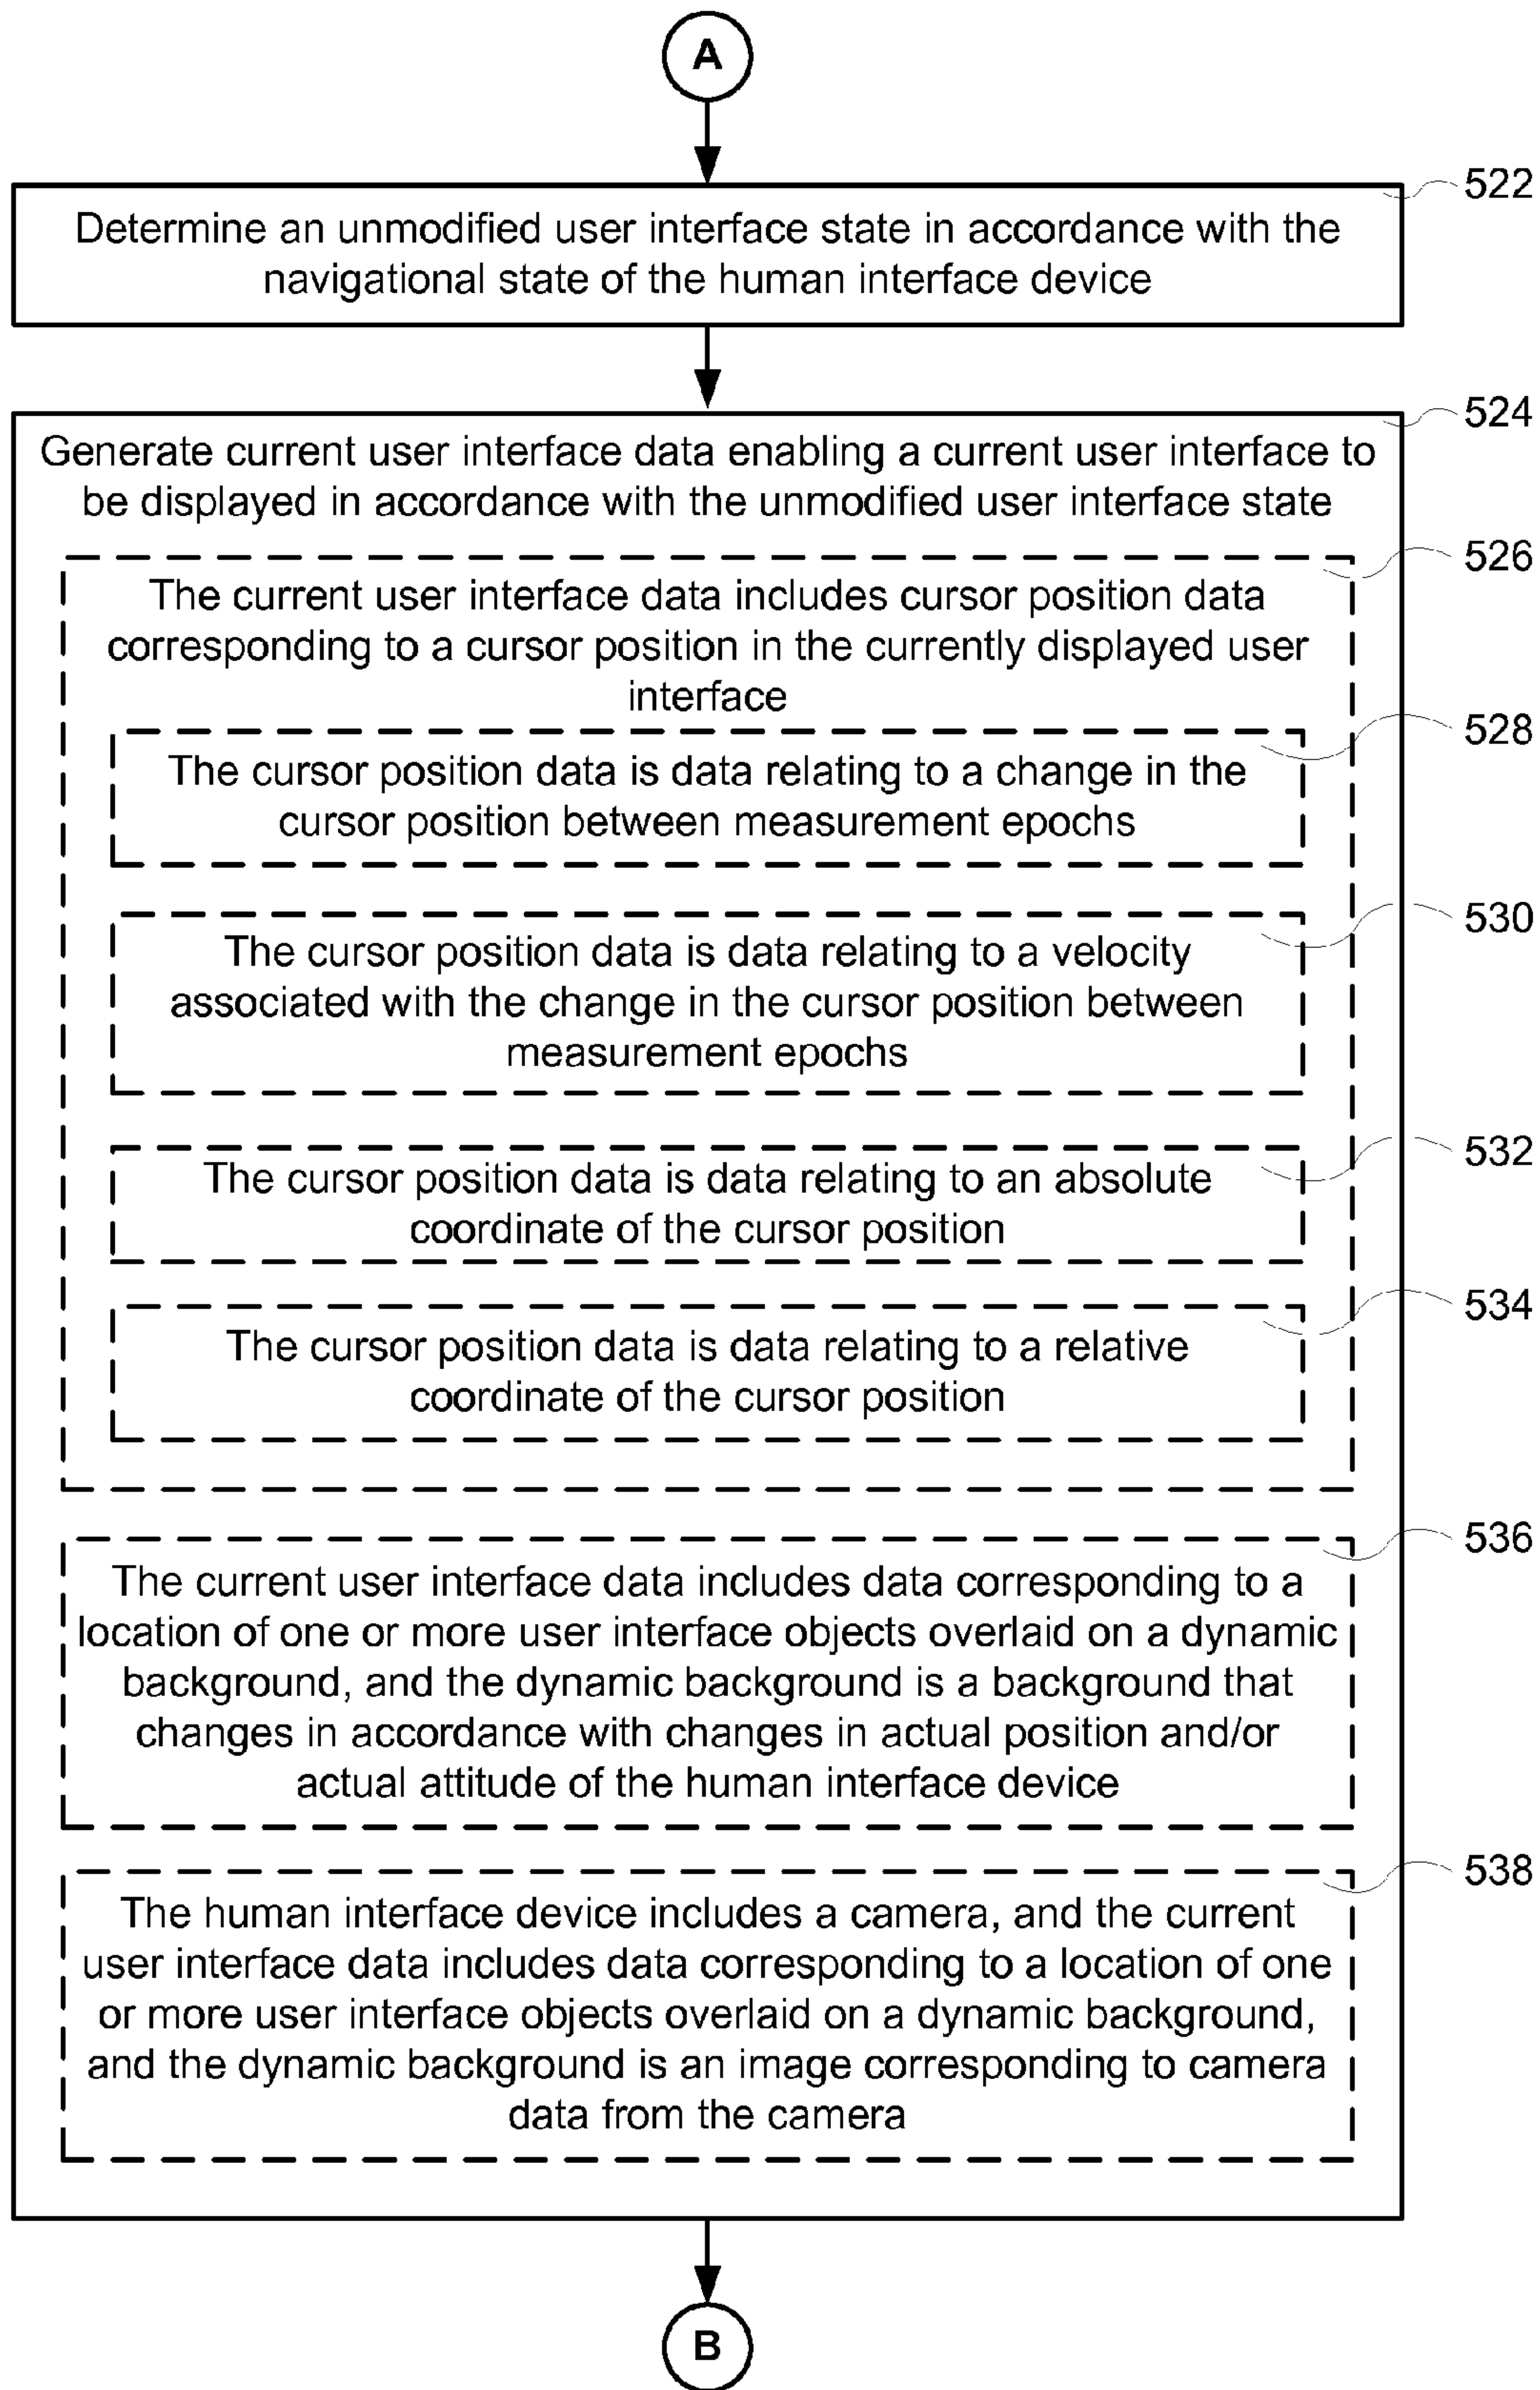 A
522
Determine an unmodified user interface state in accordance with the
navigational state of the human interface device
524
Generate current user interface data enabling a current user interface to
be displayed in accordance with the unmodified user interface state
526
The current user interface data includes cursor position data
corresponding to a cursor position in the currently displayed user
interface
528
The cursor position data is data relating to a change in the
cursor position between measurement epochs
530
The cursor position data is data relating to a velocity
associated with the change in the cursor position between
measurement epochs
532
The cursor position data is data relating to an absolute
coordinate of the cursor position
534
The cursor position data is data relating to a relative
coordinate of the cursor position
536
The current user interface data includes data corresponding to a
location of one or more user interface objects overlaid on a dynamic
background, and the dynamic background is a background that
changes in accordance with changes in actual position and/or
actual attitude of the human interface device
538
The human interface device includes a camera, and the current
user interface data includes data corresponding to a location of one
or more user interface objects overlaid on a dynamic background,
and the dynamic background is an image corresponding to camera
data from the camera
B